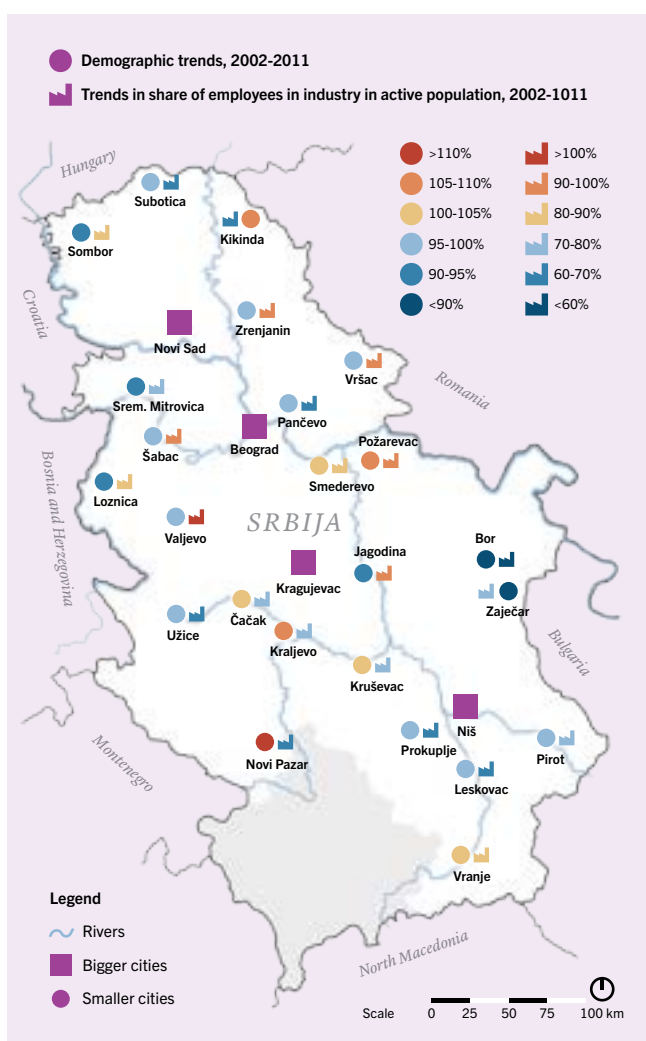 Demographic trends, 2002-2011
Trends in share of employees in industry in active population, 2002-1011
>110%
>100%
105-110%
90-100%
100-105%
80-90%
95-100%
70-80%
90-95%
60-70%
<90%
<60%
Hungary
Subotica
Kikinda
Sombor
Croatia
Zrenjanin
Novi Sad
Vršac
Romania
Srem. Mitrovica
Pančevo
Beograd
Požarevac
Šabac
Smederevo
Loznica
Bosnia and Herzegovina
SRBIJA
Valjevo
Bor
Jagodina
Kragujevac
Zaječar
Čačak
Užice
Kraljevo
Bulgaria
Kruševac
Niš
Prokuplje
Pirot
Novi Pazar
Montenegro
Leskovac
Vranje
North Macedonia
Legend
Rivers
Bigger cities
Smaller cities
Scale 0 25 50 75 100 km